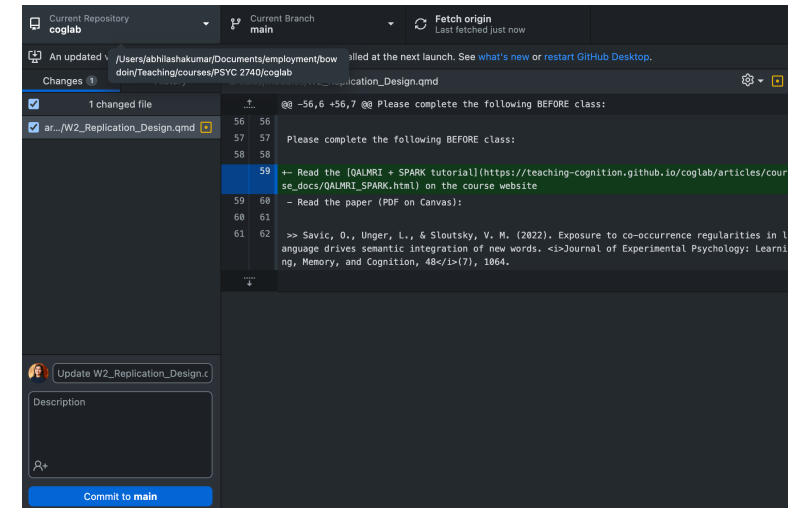 Current Repository
coglab
Current Branch
main
Fetch origin
Last fetched just now
An updated v
alled at the next launch. See what's new or restart GitHub Desktop.
/Users/abhilashakumar/Documents/employment/bow
doin/Teaching/courses/PSYC 2740/coglab
Changes 1
ication_Design.qmd
1 changed file
@@ -56,6 +56,7 @@ Please complete the following BEFORE class:
ar.../W2_Replication_Design.qmd
56 56
57 57 Please complete the following BEFORE class:
58 58
59 +- Read the [QALMRI + SPARK tutorial](https://teaching-cognition.github.io/coglab/articles/cour
se_docs/QALMRI_SPARK.html) on the course website
59 60 - Read the paper (PDF on Canvas):
60 61
61 62 >> Savic, O., Unger, L., & Sloutsky, V. M. (2022). Exposure to co-occurrence regularities in l
anguage drives semantic integration of new words. <i>Journal of Experimental Psychology: Learni
ng, Memory, and Cognition, 48</i>(7), 1064.
Update W2_Replication_Design.c
Description
Commit to main